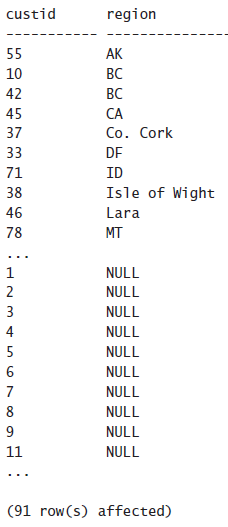 custid      region
----------- ---------------
55          AK
10          BC
42          BC
45          CA
37          Co. Cork
33          DF
71          ID
38          Isle of Wight
46          Lara
78          MT
...
1           NULL
2           NULL
3           NULL
4           NULL
5           NULL
6           NULL
7           NULL
8           NULL
9           NULL
11          NULL
...
(91 row(s) affected)